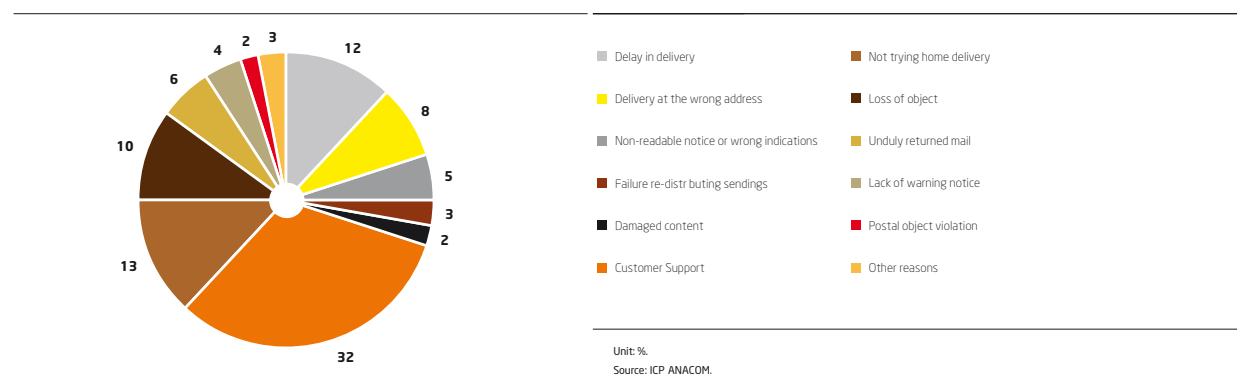 3
2
12
4
6
8
10
5
3
2
13
32
Delay in delivery
Delivery at the wrong address
Non-readable notice or wrong indications
Failure re-distr buting sendings
Damaged content
Customer Support
Not trying home delivery
Loss of object
Unduly returned mail
Lack of warning notice
Postal object violation
Other reasons
Unit: %.
Source: ICP ANACOM.